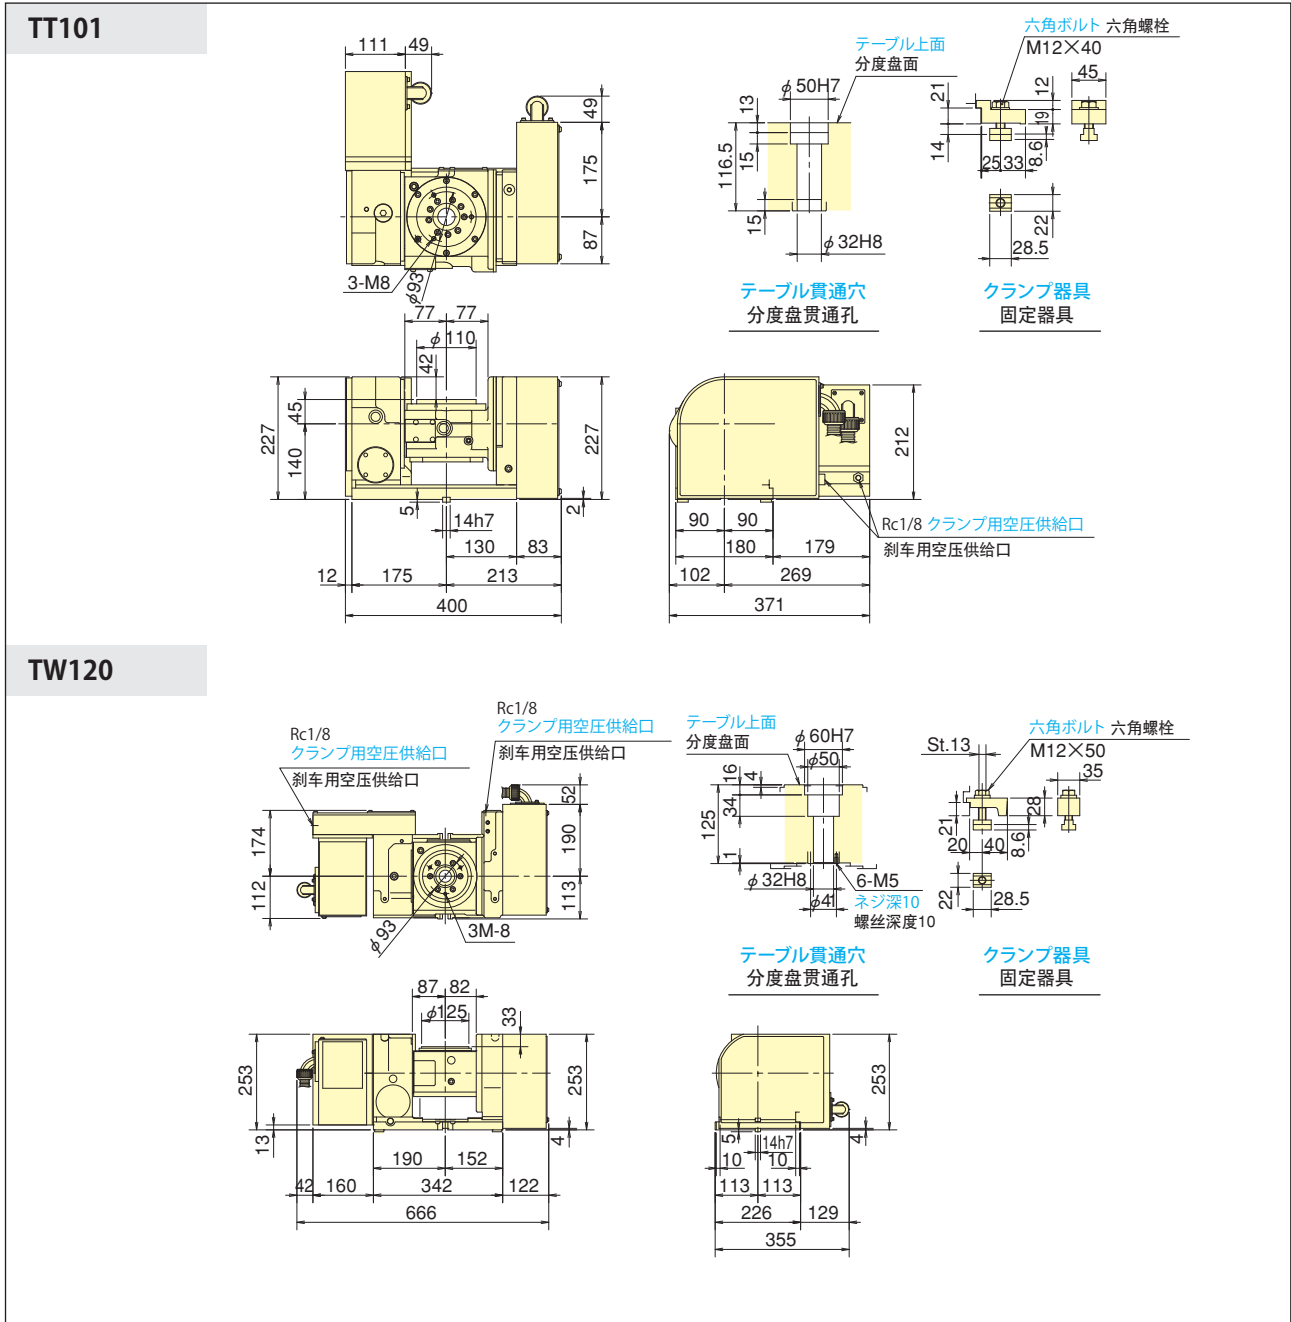 TT101
111
49
49
175
87
3-M8
φ93
テーブル上面
分度盘面
φ50H7
13
116.5
15
15
φ32H8
テーブル貫通穴
分度盘贯通孔
六角ボルト 六角螺栓
M12×40
45
21
12
19
14
8.6
25
33
22
28.5
クランプ器具
固定器具
77
77
φ110
42
45
227
140
227
5
14h7
2
130
83
12
175
213
400
212
90
90
Rc1/8 クランプ用空圧供給口
刹车用空压供给口
180
179
102
269
371
TW120
Rc1/8
クランプ用空圧供給口
刹车用空压供给口
Rc1/8
クランプ用空圧供給口
刹车用空压供给口
52
174
190
112
113
φ93
3M-8
テーブル上面
分度盘面
φ60H7
φ50
16
4
125
34
1
φ32H8
φ41
6-M5
ネジ深10
螺丝深度10
テーブル貫通穴
分度盘贯通孔
六角ボルト 六角螺栓
St.13
M12×50
35
28
21
20
40
8.6
22
28.5
クランプ器具
固定器具
87
82
φ125
33
253
253
13
4
190
152
42
160
342
122
666
253
5
14h7
4
10
10
113
113
226
129
355